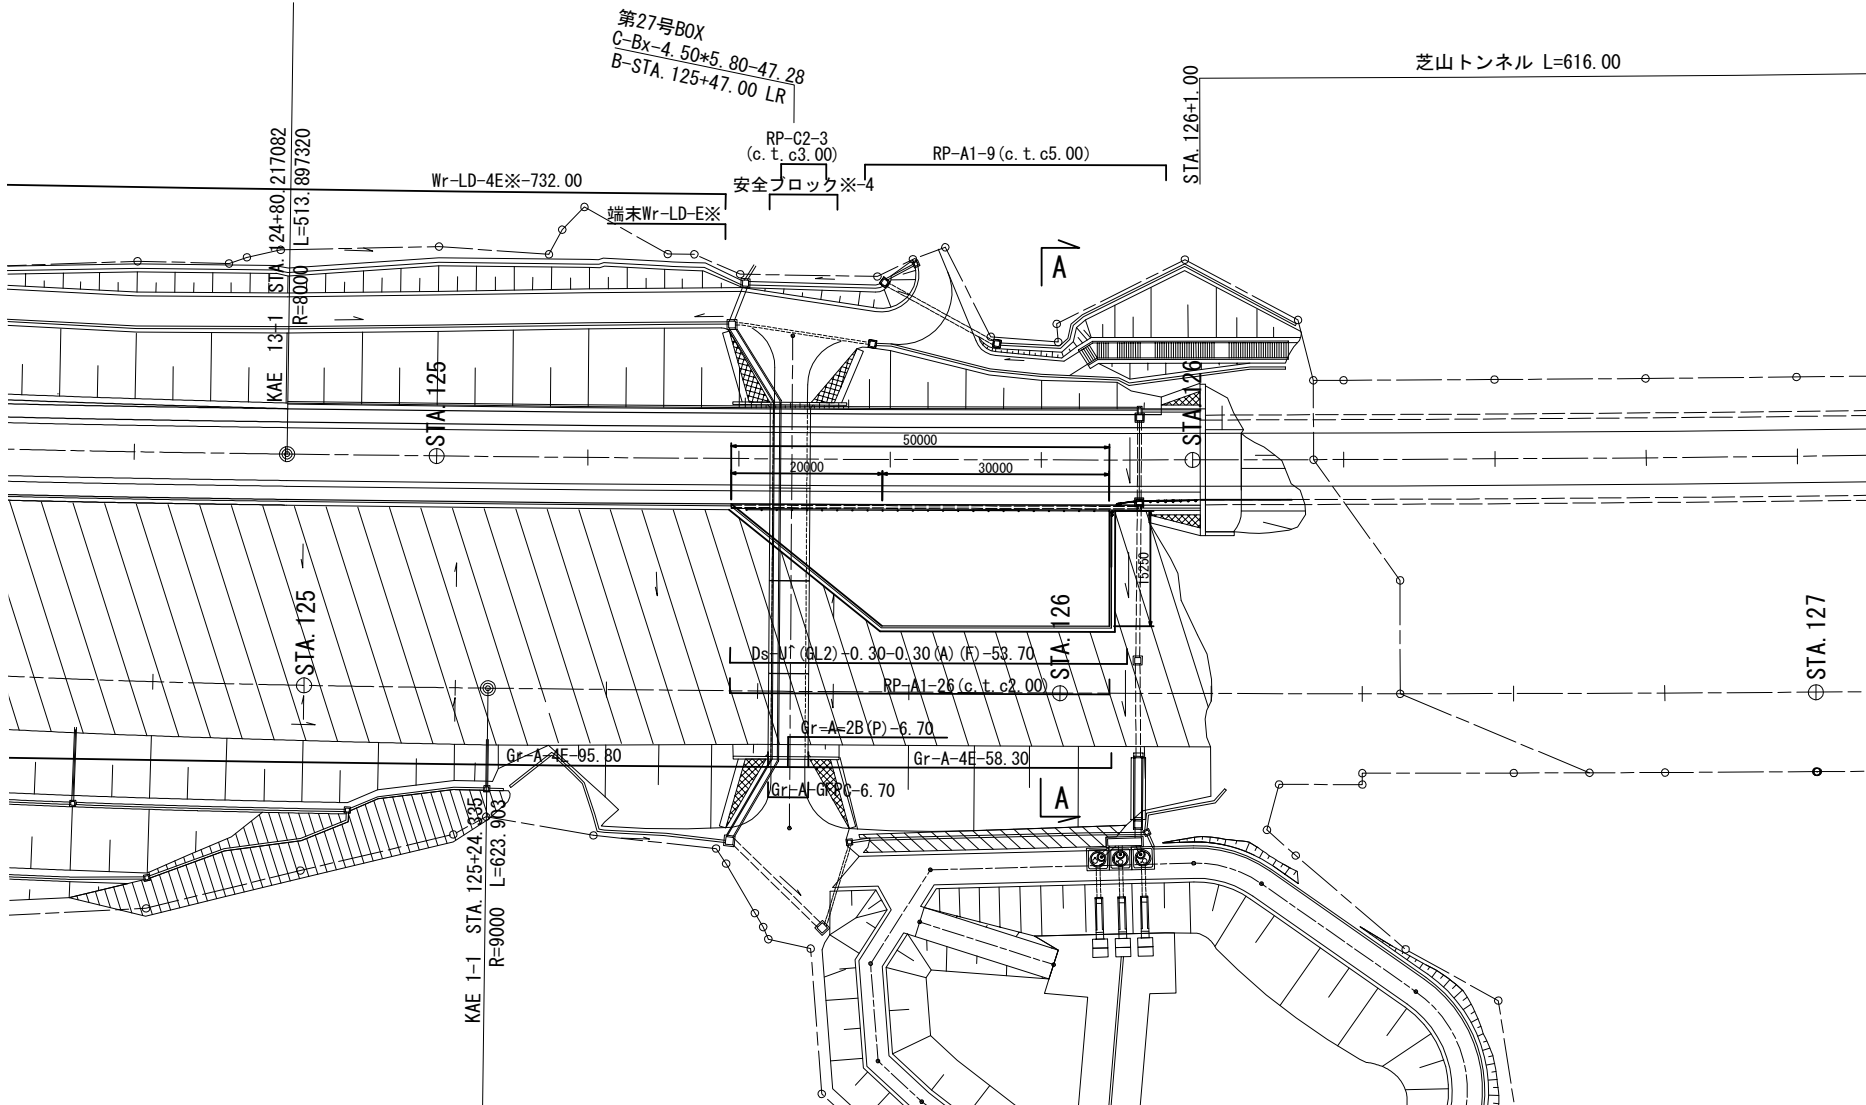 第27号BOX
C-Bx-4.50*5.80-47.28
B-STA.125+47.00 LR
芝山トンネル L=616.00
STA.126+1.00
RP-C2-3
(c.t.c3.00)
RP-A1-9(c.t.c5.00)
Wr-LD-4E※-732.00
安全ブロック※-4
端末Wr-LD-E※
KAE 13-1 STA.124+80.217082
R=8000 L=513.897320
A
STA.125
STA.126
50000
20000
30000
15250
STA.125
STA.126
STA.127
(GL2)-0.30-0.30(A)(F)-53.70
RP-A1-26(c.t.c2.00)
Gr-A-2B(P)-6.70
Gr-A-4E-95.80
Gr-A-4E-58.30
Gr-A-GPPC-6.70
A
KAE 1-1 STA.125+24.335
R=9000 L=623.903